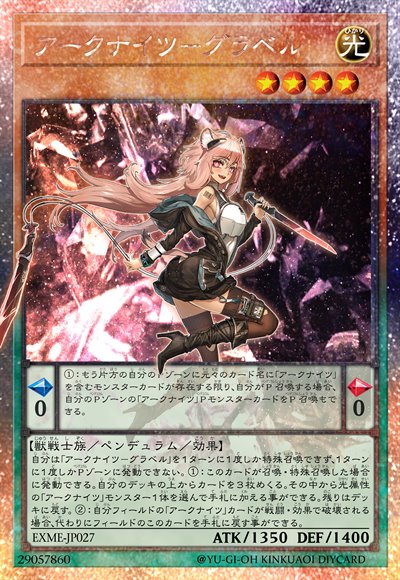 アークナイツーグラベル
ひかり
光
①：もう片方の自分のPゾーンに元々のカード名に「アークナイツ」
を含むモンスターカードが存在する限り、自分がP召喚する場合、
自分のPゾーンの「アークナイツ」PモンスターカードをP召喚もで
きる。
0
0
【獣戦士族／ペンデュラム／効果】
自分は「アークナイツーグラベル」を1ターンに1度しか特殊召喚できず、1ター
ンに1度しかPゾーンに発動できない。①：このカードが召喚・特殊召喚した場合
に発動できる。自分のデッキの上からカードを3枚めくる。その中から光属性
の「アークナイツ」モンスター1体を選んで手札に加える事ができる。残りはデッ
キに戻す。②：自分フィールドの「アークナイツ」カードが戦闘・効果で破壊され
る場合、代わりにフィールドのこのカードを手札に戻す事ができる。
EXME-JP027
ATK/1350 DEF/1400
29057860
@YU-GI-OH KINKUAOI DIYCARD